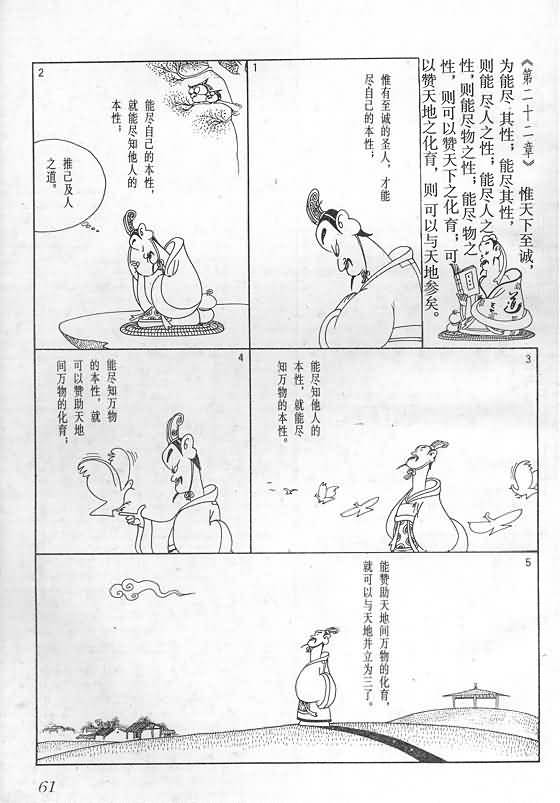 《第二十二章》 惟天下至诚,
为能尽其性;能尽其性,
则能尽人之性;能尽人之
性,则能尽物之性;能尽物之
性,则可以赞天下之化育;可
以赞天地之化育,则可以与天地参矣。
道
1
惟有至诚的圣人,才能
尽自己的本性;
2
能尽自己的本性,
就能尽知他人的
本性;
推己及人
之道。
3
能尽知他人的
本性,就能尽
知万物的本性。
4
能尽知万物
的本性,就
可以赞助天地
间万物的化育;
5
能赞助天地间万物的化育,
就可以与天地并立为三了。
61